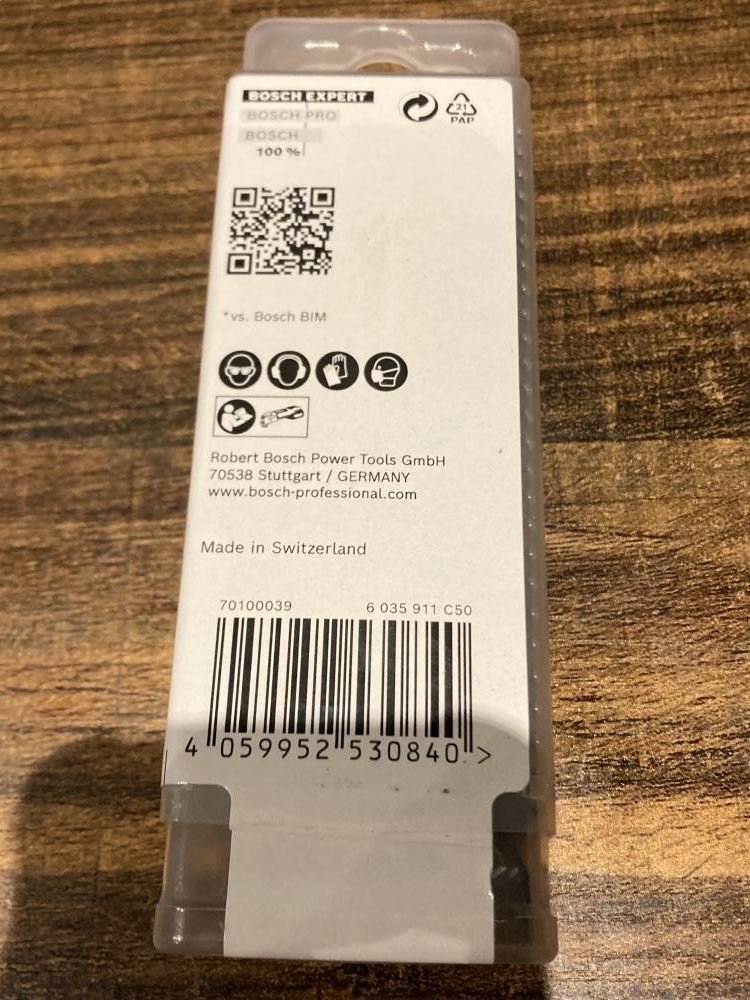 BOSCH EXPERT
BOSCH PRO
BOSCH
100 %
21
PAP
*vs. Bosch BIM
Robert Bosch Power Tools GmbH
70538 Stuttgart / GERMANY
www.bosch-professional.com
Made in Switzerland
70100039 6 035 911 C50
4 059952 530840 >